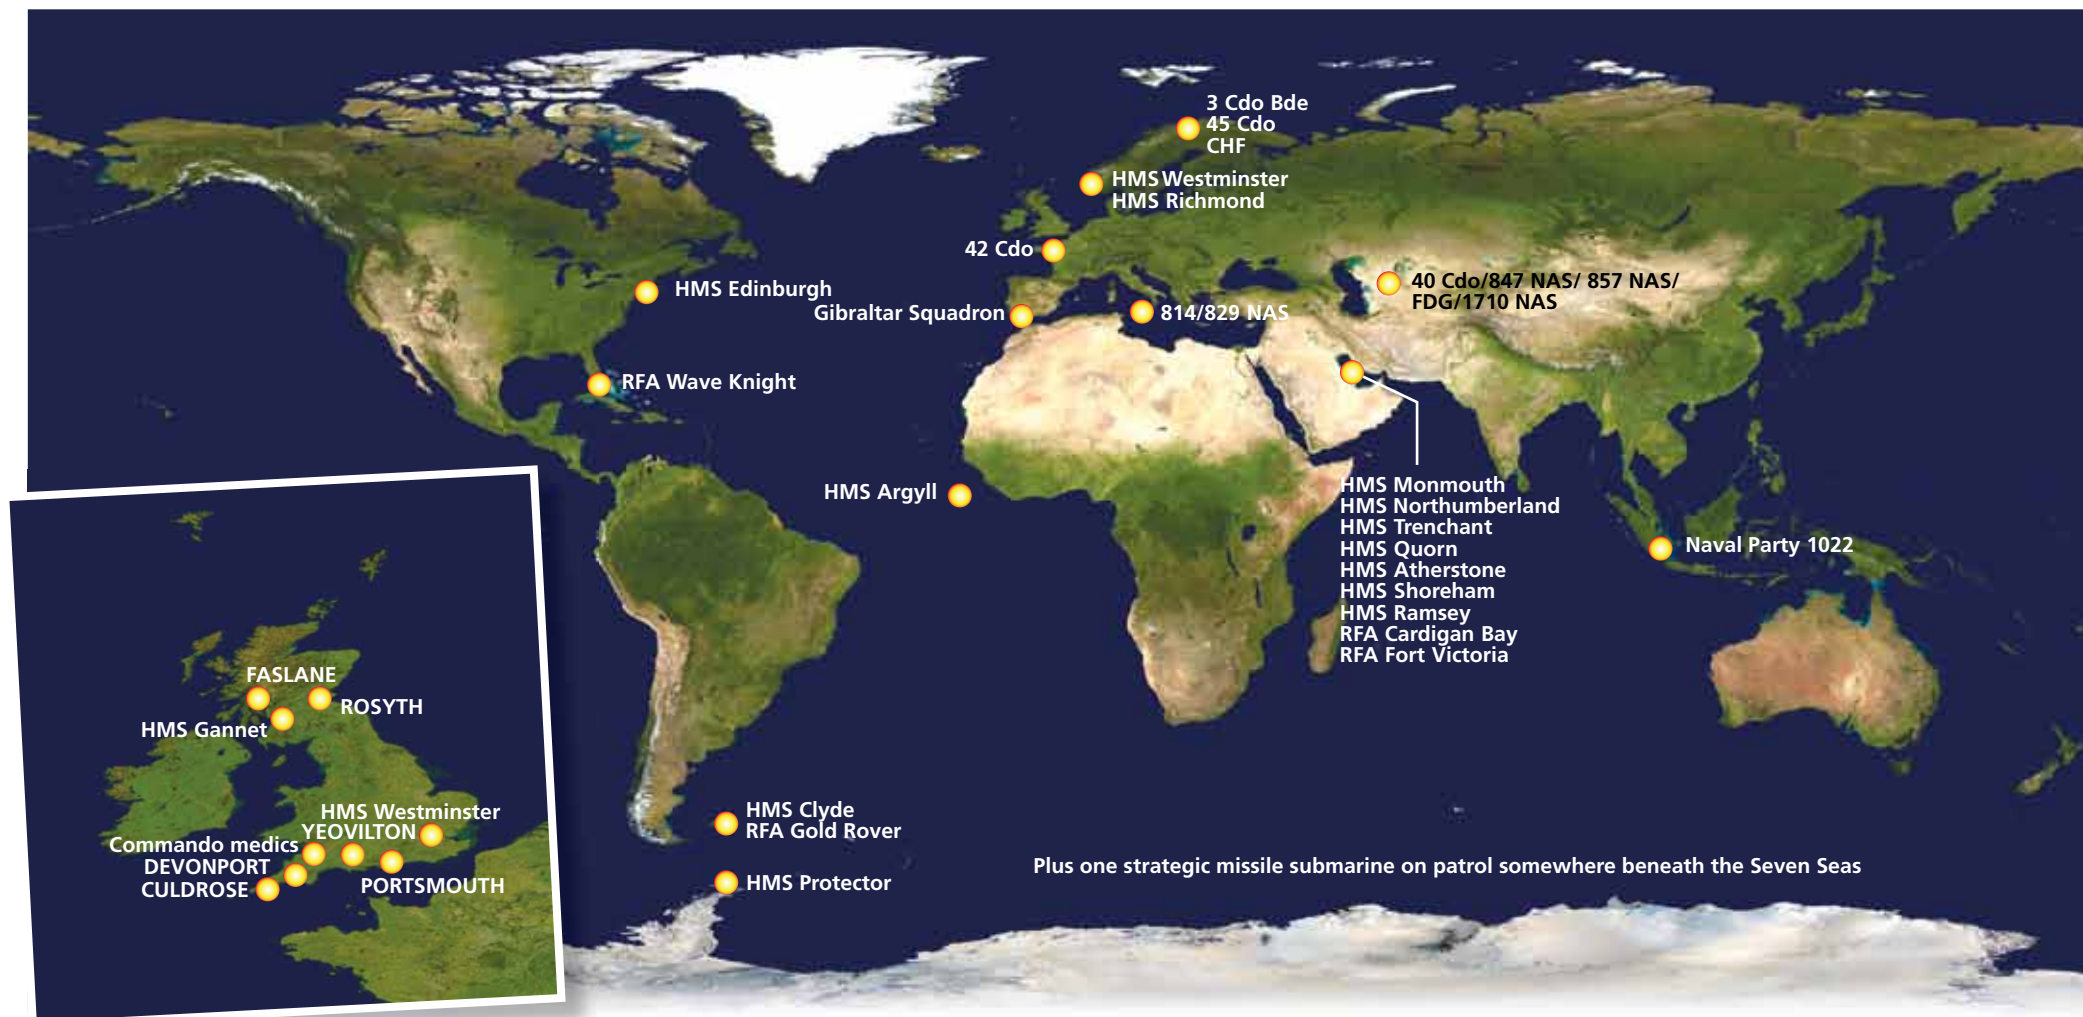 3 Cdo Bde
45 Cdo
CHF
HMS Westminster
HMS Richmond
42 Cdo
HMS Edinburgh
Gibraltar Squadron
814/829 NAS
40 Cdo/847 NAS/ 857 NAS/
FDG/1710 NAS
RFA Wave Knight
HMS Argyll
HMS Monmouth
HMS Northumberland
HMS Trenchant
HMS Quorn
HMS Atherstone
HMS Shoreham
HMS Ramsey
RFA Cardigan Bay
RFA Fort Victoria
Naval Party 1022
HMS Clyde
RFA Gold Rover
HMS Protector
Plus one strategic missile submarine on patrol somewhere beneath the Seven Seas
FASLANE
ROSYTH
HMS Gannet
HMS Westminster
YEOVILTON
Commando medics
DEVONPORT
CULDROSE
PORTSMOUTH